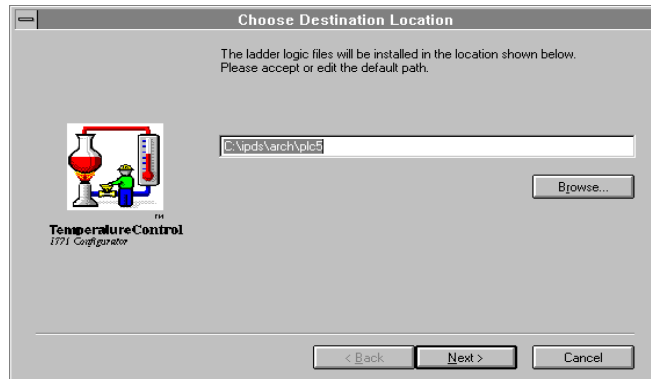 Choose Destination Location
The ladder logic files will be installed in the location shown below.
Please accept or edit the default path.
C:\ipds\arch\plc5
Browse...
TM
TemperatureControl
1771 Configurator
< Back
Next >
Cancel